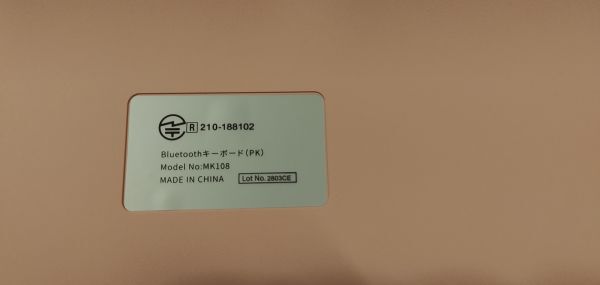 R 210-188102
Bluetoothキーボード(PK)
Model No:MK108
MADE IN CHINA Lot No. 2803CE